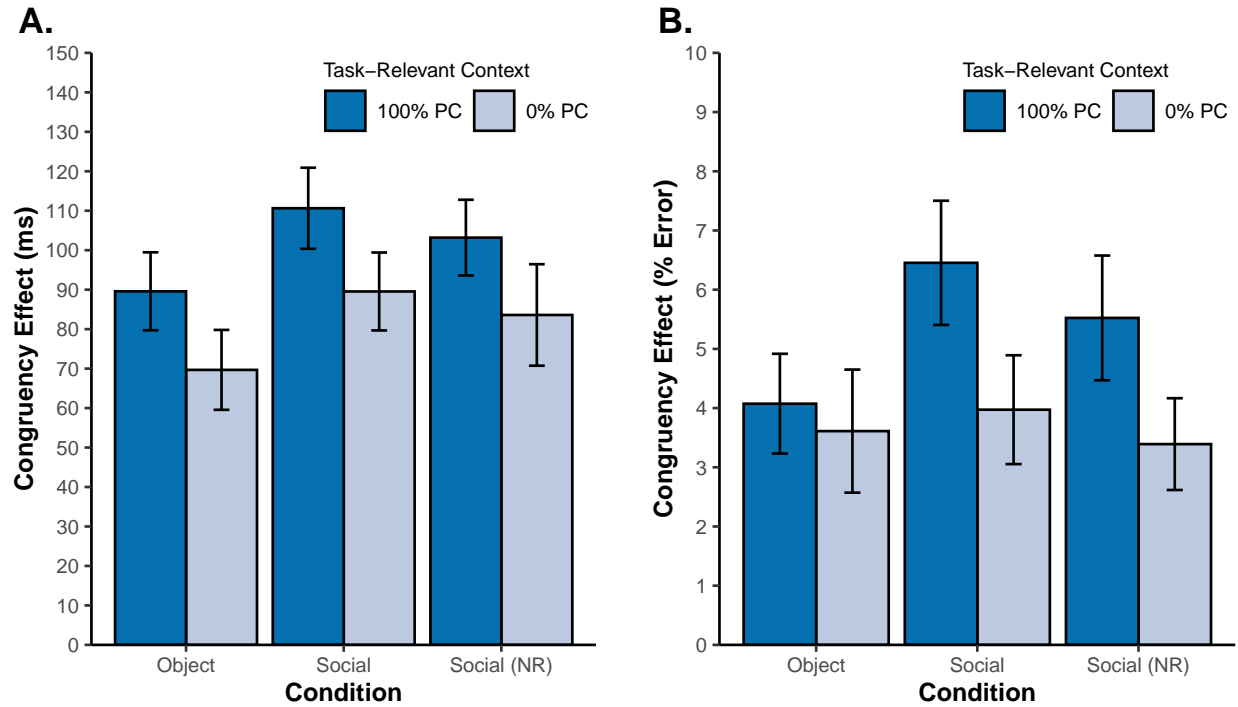 A.
Congruency Effect (ms)
150
140
130
120
110
100
90
80
70
60
50
40
30
20
10
0
Task−Relevant Context
100% PC 0% PC
Object Social Social (NR)
Condition
B.
Congruency Effect (% Error)
10
9
8
7
6
5
4
3
2
1
0
Task−Relevant Context
100% PC 0% PC
Object Social Social (NR)
Condition